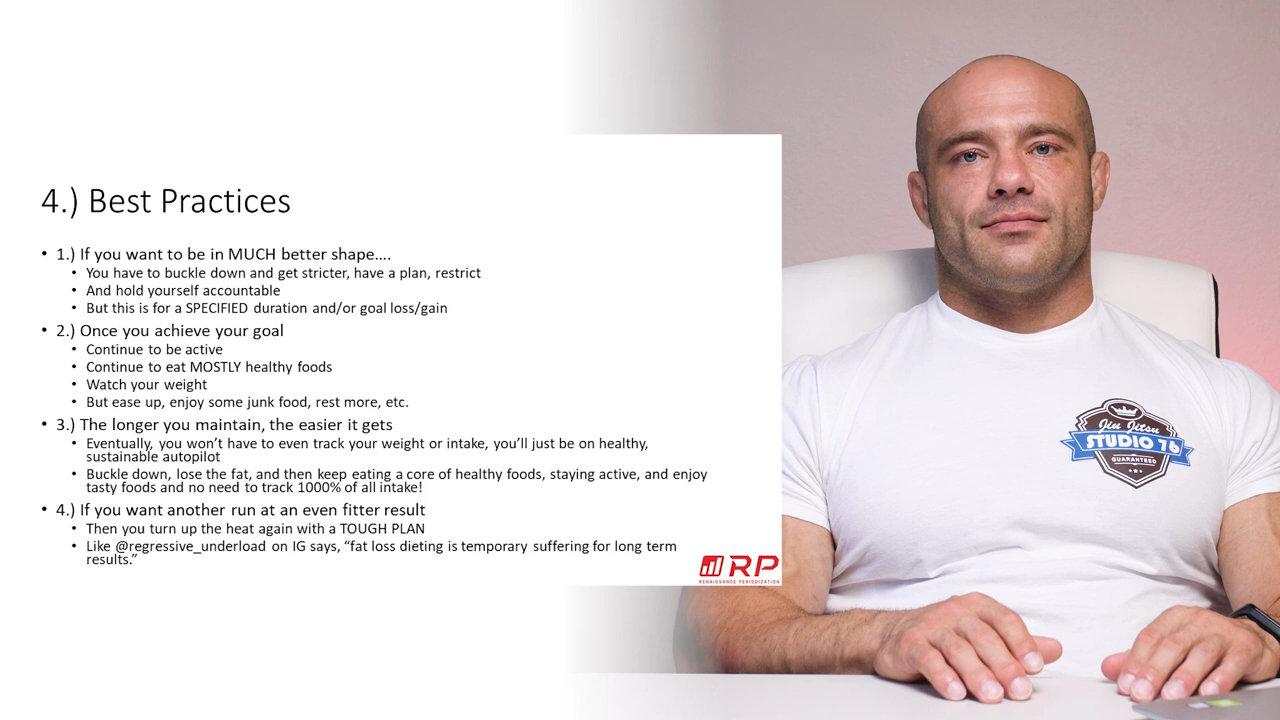 4.) Best Practices
• 1.) If you want to be in MUCH better shape….
• You have to buckle down and get stricter, have a plan, restrict
• And hold yourself accountable
• But this is for a SPECIFIED duration and/or goal loss/gain
• 2.) Once you achieve your goal
• Continue to be active
• Continue to eat MOSTLY healthy foods
• Watch your weight
• But ease up, enjoy some junk food, rest more, etc.
• 3.) The longer you maintain, the easier it gets
• Eventually, you won’t have to even track your weight or intake, you’ll just be on healthy,
sustainable autopilot
• Buckle down, lose the fat, and then keep eating a core of healthy foods, staying active, and enjoy
tasty foods and no need to track 1000% of all intake!
• 4.) If you want another run at an even fitter result
• Then you turn up the heat again with a TOUGH PLAN
• Like @regressive_underload on IG says, “fat loss dieting is temporary suffering for long term
results.”
RP
RENAISSANCE PERIODIZATION
Jiu Jitsu
STUDIO 76
GUARANTEED